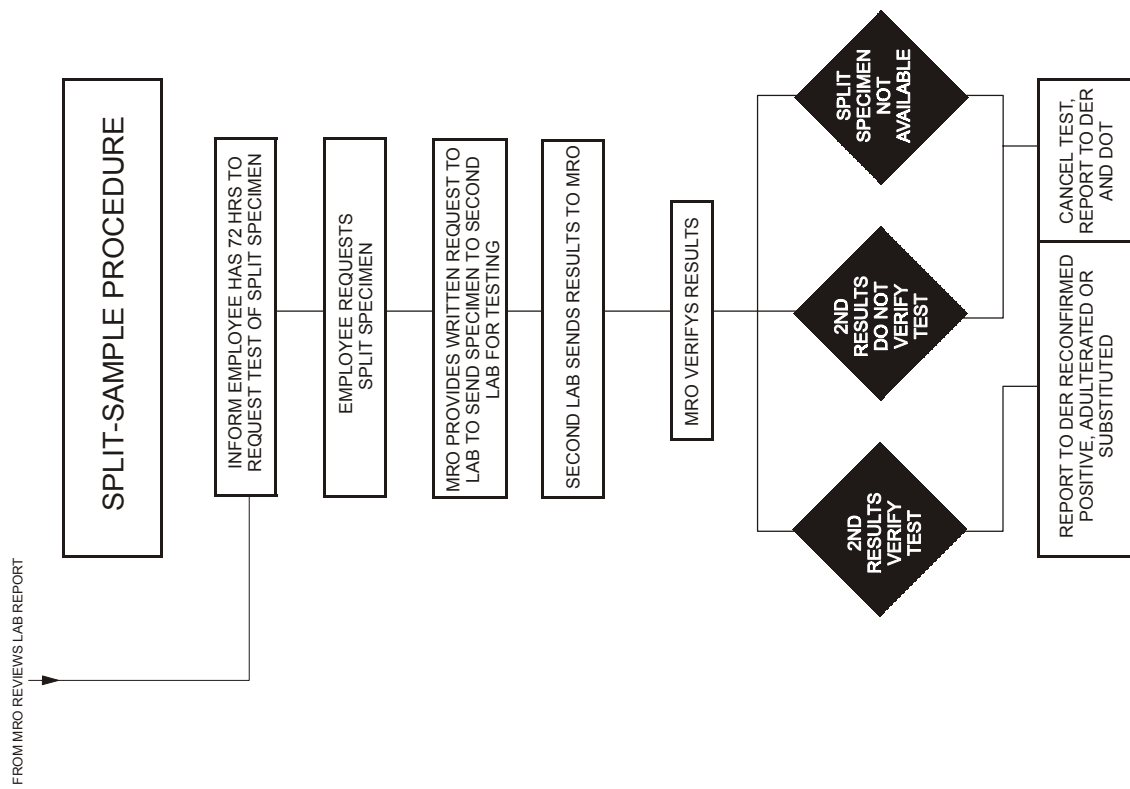 FROM MRO REVIEWS LAB REPORT
SPLIT-SAMPLE PROCEDURE
INFORM EMPLOYEE HAS 72 HRS TO
REQUEST TEST OF SPLIT SPECIMEN
EMPLOYEE REQUESTS
SPLIT SPECIMEN
MRO PROVIDES WRITTEN REQUEST TO
LAB TO SEND SPECIMEN TO SECOND
LAB FOR TESTING
SECOND LAB SENDS RESULTS TO MRO
MRO VERIFYS RESULTS
2ND
RESULTS
VERIFY
TEST
2ND
RESULTS
DO NOT
VERIFY
TEST
SPLIT
SPECIMEN
NOT
AVAILABLE
REPORT TO DER RECONFIRMED
POSITIVE, ADULTERATED OR
SUBSTITUTED
CANCEL TEST,
REPORT TO DER
AND DOT